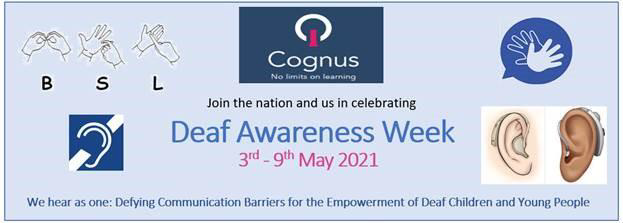 B S L
Cognus
No limits on learning
Join the nation and us in celebrating
Deaf Awareness Week
3rd - 9th May 2021
We hear as one: Defying Communication Barriers for the Empowerment of Deaf Children and Young People